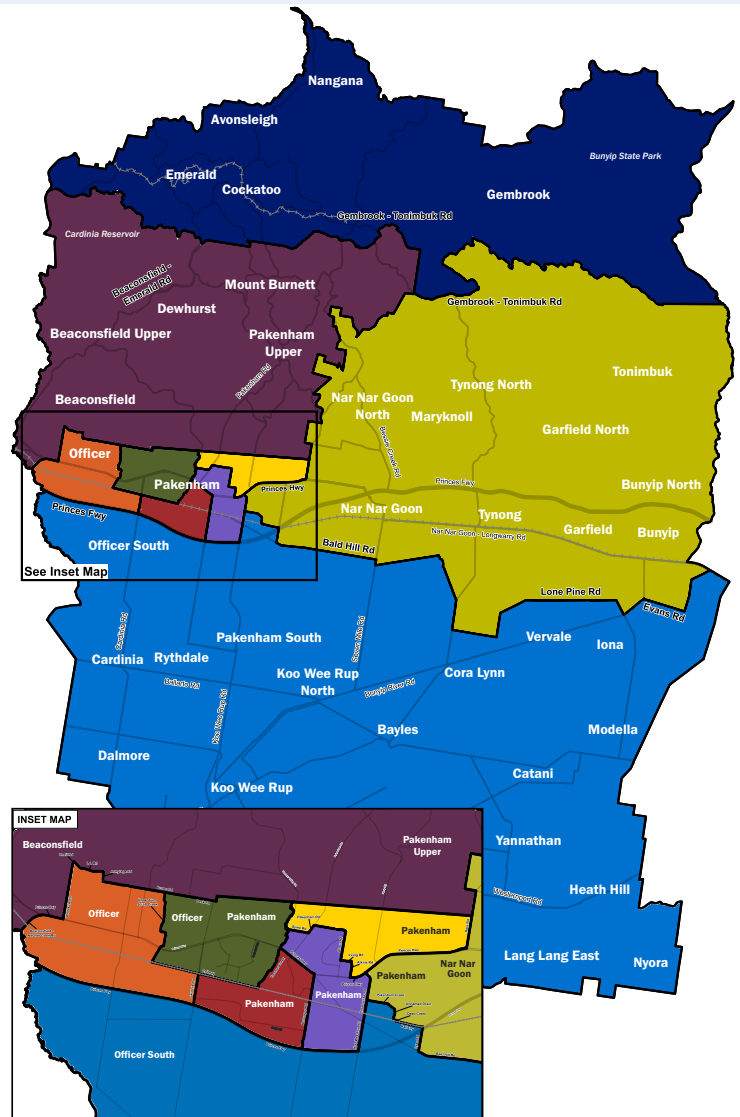 Nangana
Avonsleigh
Bunyip State Park
Emerald
Cockatoo
Gembrook
Gembrook - Tonimbuk Rd
Cardinia Reservoir
Beaconsfield -
Emerald Rd
Mount Burnett
Dewhurst
Gembrook - Tonimbuk Rd
Beaconsfield Upper
Pakenham
Upper
Pakenham Rd
Tonimbuk
Tynong North
Beaconsfield
Nar Nar Goon
North
Maryknoll
Garfield North
Officer
Pakenham
Princes Hwy
Princes Fwy
Bunyip North
Princes Fwy
Nar Nar Goon
Tynong
Nar Nar Goon - Longwarry Rd
Garfield
Bunyip
Officer South
Bald Hill Rd
See Inset Map
Lone Pine Rd
Evans Rd
Cardinia Rd
Pakenham South
Vervale
Iona
Cardinia
Rythdale
Koo Wee Rup
North
Cora Lynn
Ballarto Rd
Bunyip River Rd
Koo Wee Rup Rd
Bayles
Modella
Dalmore
Catani
Koo Wee Rup
INSET MAP
Beaconsfield
Pakenham
Upper
Yannathan
Heath Hill
Westernport Rd
Officer
Officer
Pakenham
Pakenham
Nar Nar
Goon
Pakenham
Pakenham
Pakenham
Lang Lang East
Nyora
Officer South